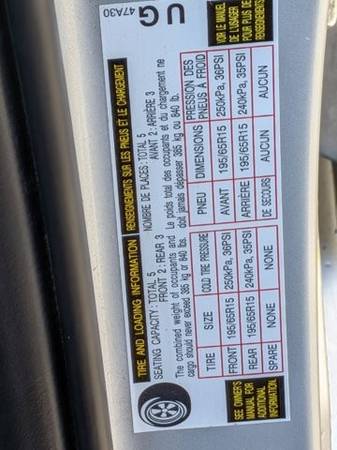 TIRE AND LOADING INFORMATION
SEATING CAPACITY: TOTAL 5
FRONT 2 : REAR 3
The combined weight of occupants and
cargo should never exceed 385 kg or 840 lb.
TIRE SIZE COLD TIRE PRESSURE
FRONT 195/65R15 250kPa, 36PSI
REAR 195/65R15 240kPa, 35PSI
SPARE NONE NONE
SEE OWNER'S
MANUAL FOR
ADDITIONAL
INFORMATION
RENSEIGNEMENTS SUR LES PNEUS ET LE CHARGEMENT
NOMBRE DE PLACES : TOTAL 5
AVANT 2 : ARRIÈRE 3
Le poids total des occupants et du chargement ne
doit jamais dépasser 385 kg ou 840 lb.
PNEU DIMENSIONS PRESSION DES
PNEUS À FROID
AVANT 195/65R15 250kPa, 36PSI
ARRIÈRE 195/65R15 240kPa, 35PSI
DE SECOURS AUCUN AUCUN
VOIR LE MANUEL
DE L'USAGER
POUR PLUS DE
RENSEIGNEMENTS
UG
47A30